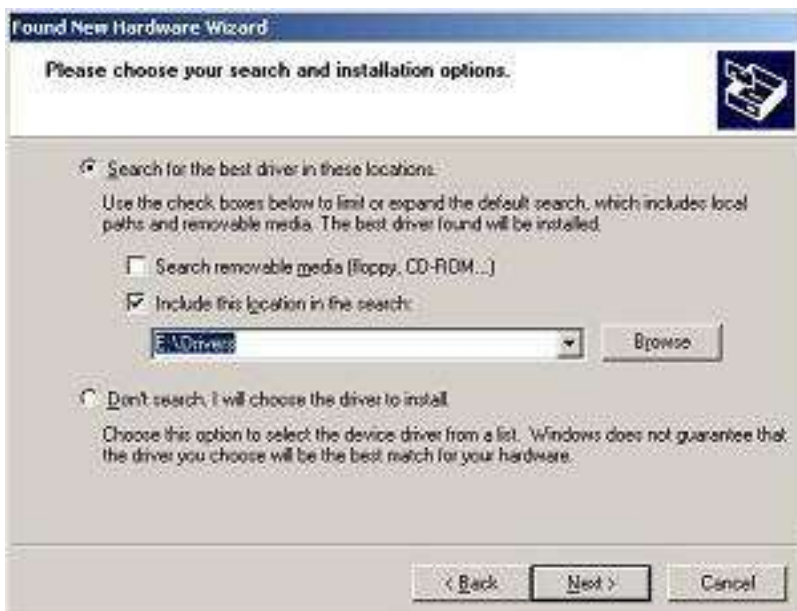 Found New Hardware Wizard
Please choose your search and installation options.
Search for the best driver in these locations.
Use the check boxes below to limit or expand the default search, which includes local
paths and removable media. The best driver found will be installed.
Search removable media (floppy, CD-ROM...)
Include this location in the search:
E:\Drivers
Browse
Don't search. I will choose the driver to install.
Choose this option to select the device driver from a list. Windows does not guarantee that
the driver you choose will be the best match for your hardware.
< Back
Next >
Cancel